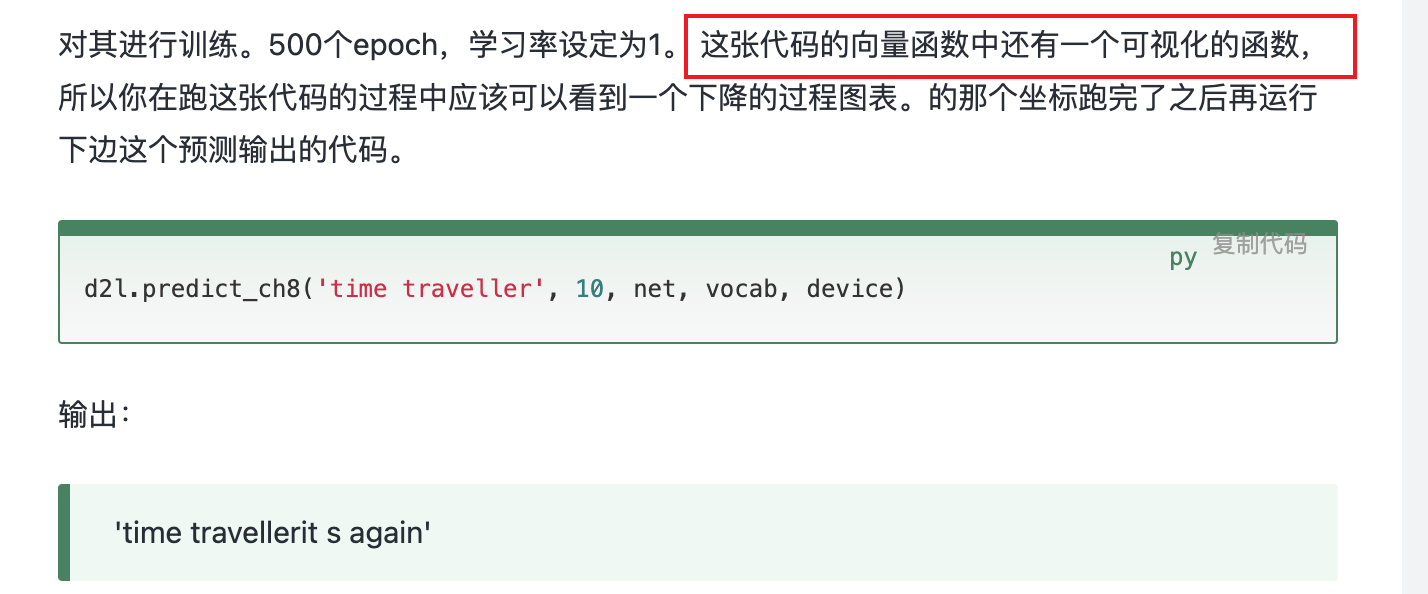 对其进行训练。500个epoch，学习率设定为1。这张代码的向量函数中还有一个可视化的函数，
所以你在跑这张代码的过程中应该可以看到一个下降的过程图表。的那个坐标跑完了之后再运行
下边这个预测输出的代码。
py 复制代码
d2l.predict_ch8('time traveller', 10, net, vocab, device)
输出：
'time travellerit s again'